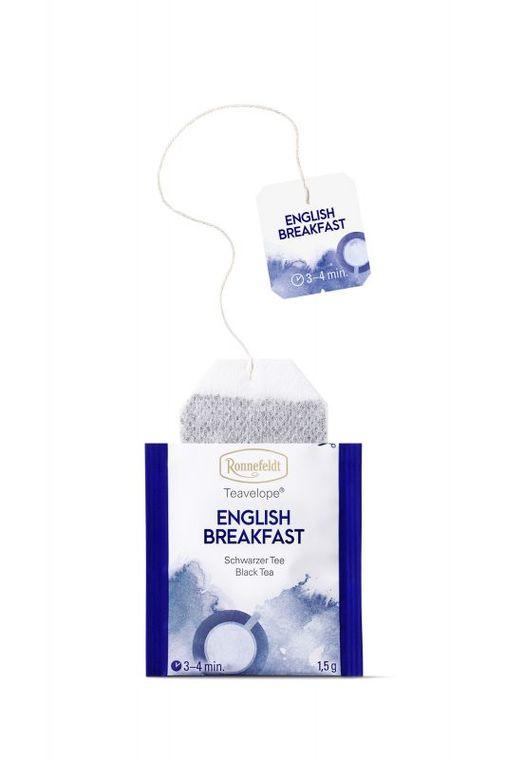 ENGLISH
BREAKFAST
3–4 min.
Ronnefeldt
Teavelope®
ENGLISH
BREAKFAST
Schwarzer Tee
Black Tea
3–4 min.
1,5 g